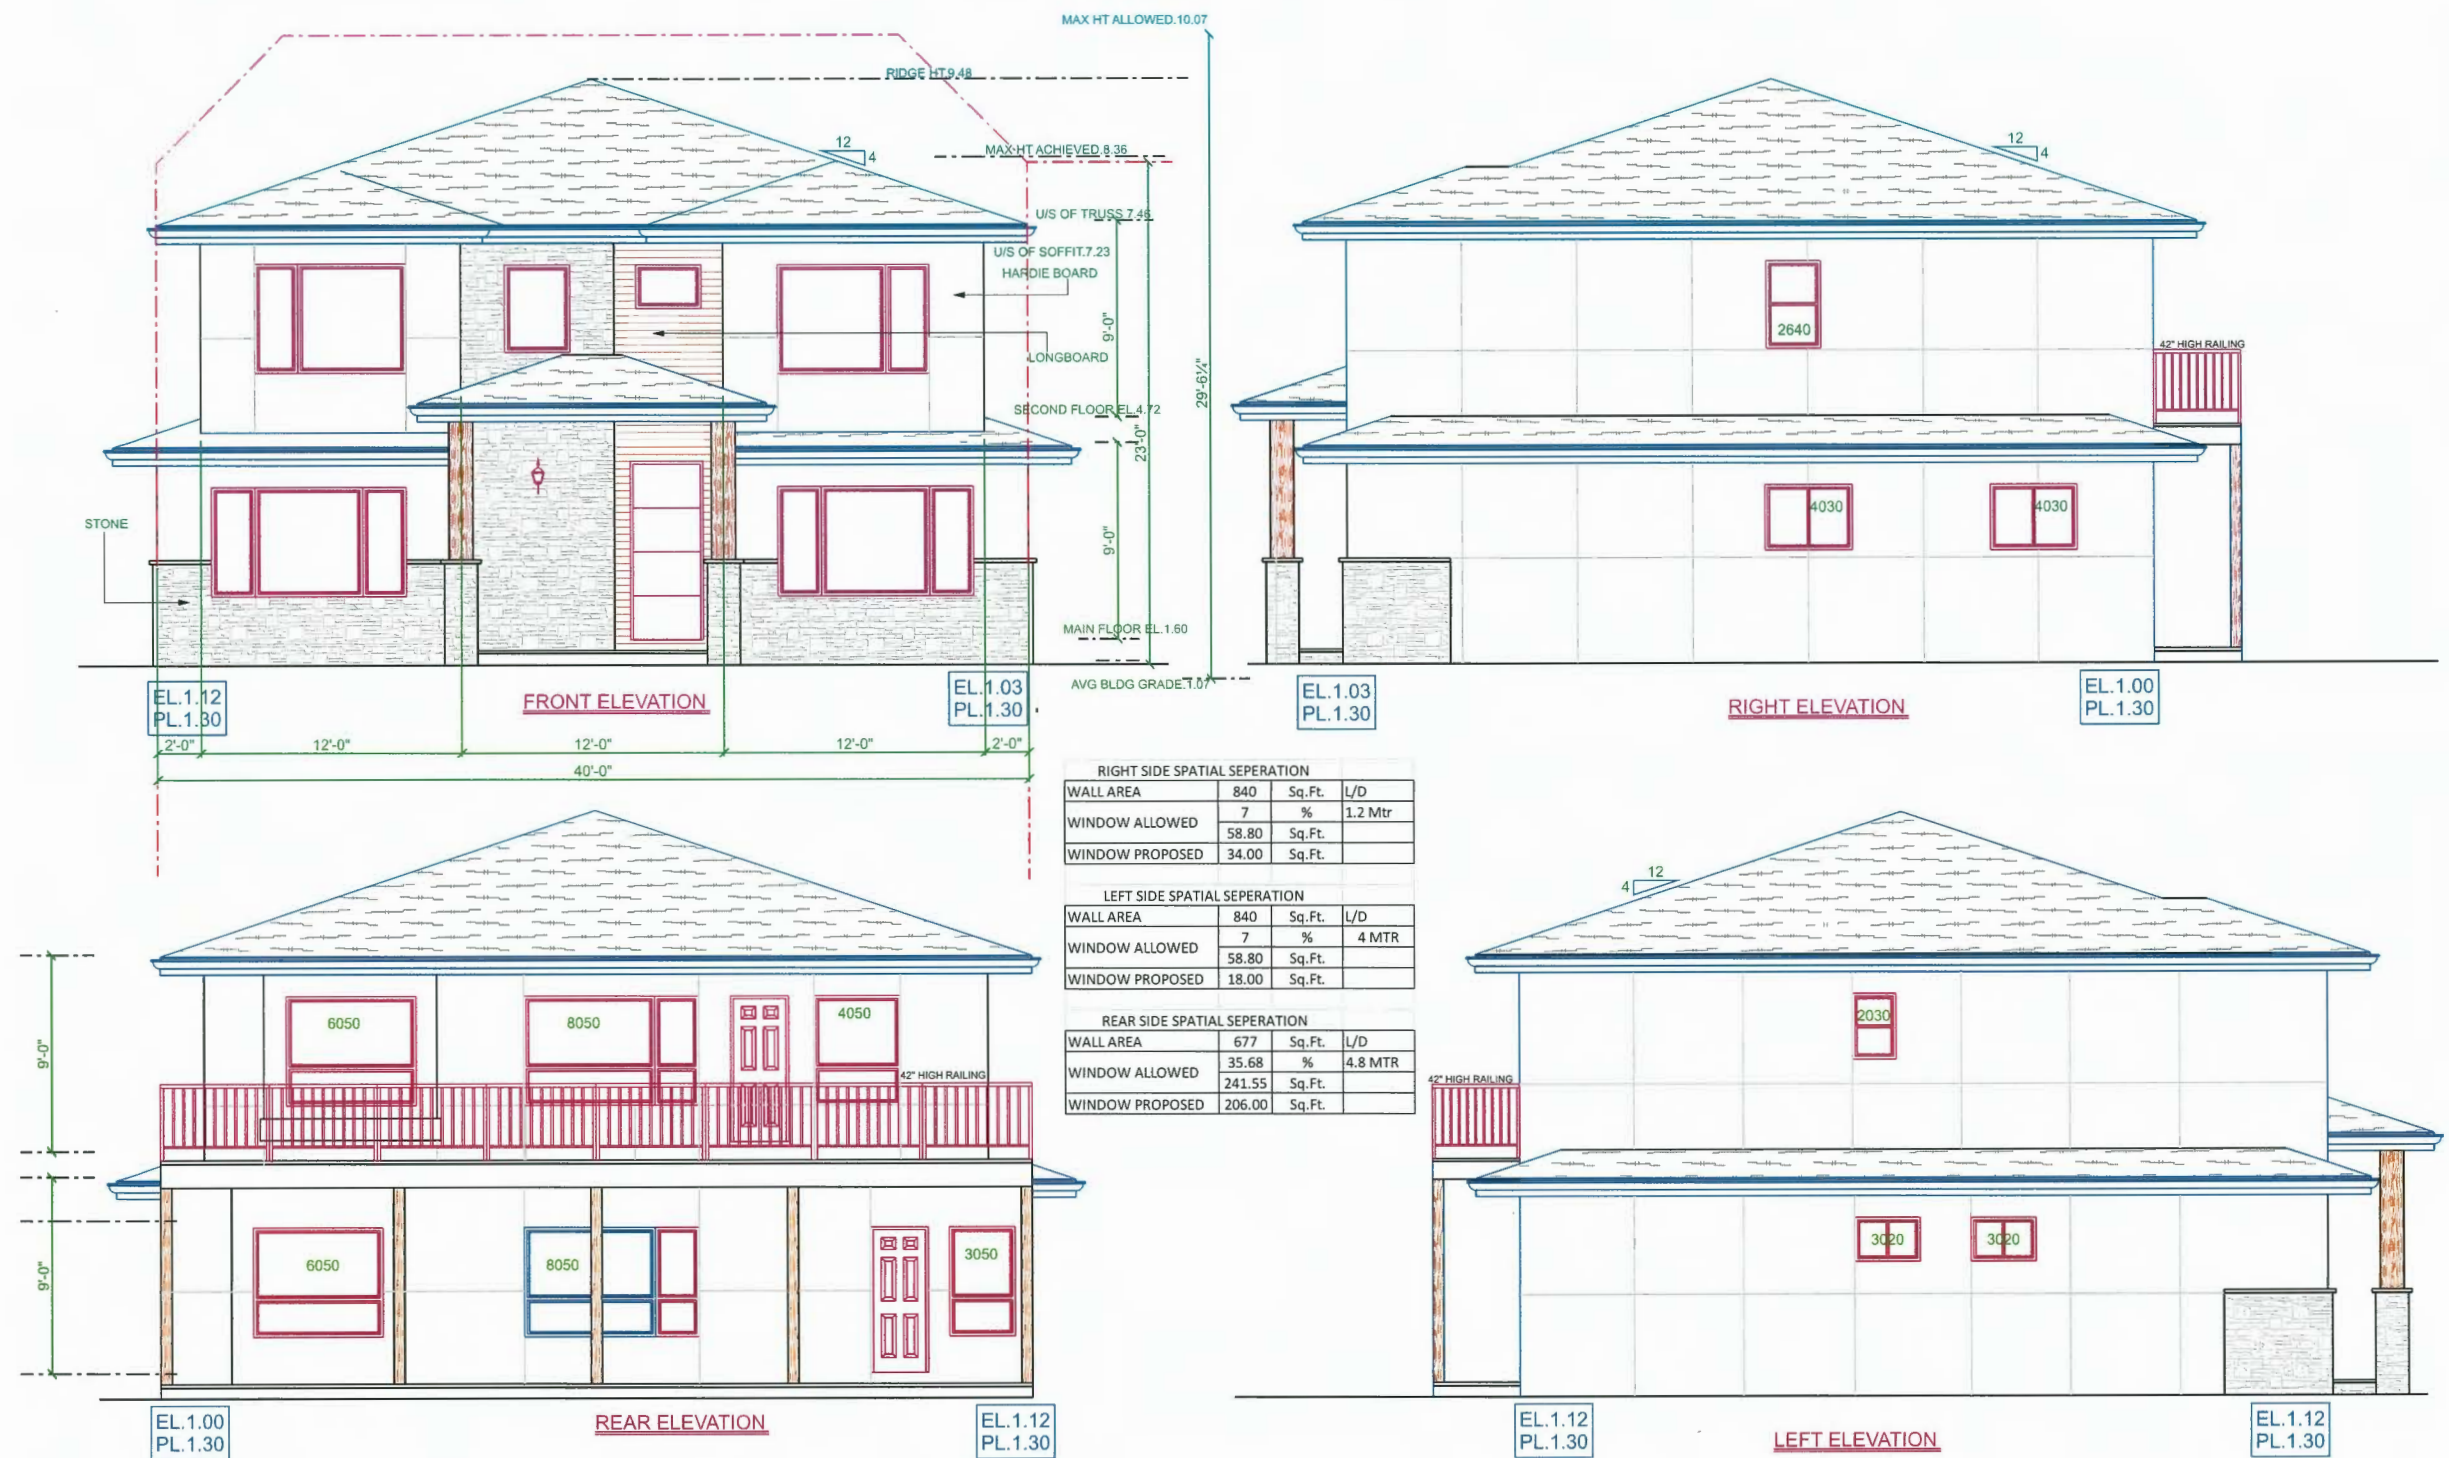 MAX HT ALLOWED.10.07
RIDGE HT.9.48
12
4
MAX HT ACHIEVED.8.36
U/S OF TRUSS 7.46
U/S OF SOFFIT.7.23
HARDIE BOARD
9'-0"
LONGBOARD
29'-6¼"
SECOND FLOOR EL.4.72
23'-0"
STONE
9'-0"
MAIN FLOOR EL.1.60
AVG BLDG GRADE.1.07
EL.1.12
PL.1.30
FRONT ELEVATION
EL.1.03
PL.1.30
2'-0"
12'-0"
12'-0"
12'-0"
2'-0"
40'-0"
12
4
2640
42" HIGH RAILING
4030
4030
EL.1.03
PL.1.30
RIGHT ELEVATION
EL.1.00
PL.1.30
RIGHT SIDE SPATIAL SEPERATION
WALL AREA 840 Sq.Ft. L/D
WINDOW ALLOWED 7 % 1.2 Mtr
58.80 Sq.Ft.
WINDOW PROPOSED 34.00 Sq.Ft.
LEFT SIDE SPATIAL SEPERATION
WALL AREA 840 Sq.Ft. L/D
WINDOW ALLOWED 7 % 4 MTR
58.80 Sq.Ft.
WINDOW PROPOSED 18.00 Sq.Ft.
REAR SIDE SPATIAL SEPERATION
WALL AREA 677 Sq.Ft. L/D
WINDOW ALLOWED 35.68 % 4.8 MTR
241.55 Sq.Ft.
WINDOW PROPOSED 206.00 Sq.Ft.
9'-0"
6050
8050
4050
42" HIGH RAILING
9'-0"
6050
8050
3050
EL.1.00
PL.1.30
REAR ELEVATION
EL.1.12
PL.1.30
12
4
2030
42" HIGH RAILING
3020
3020
EL.1.12
PL.1.30
LEFT ELEVATION
EL.1.12
PL.1.30